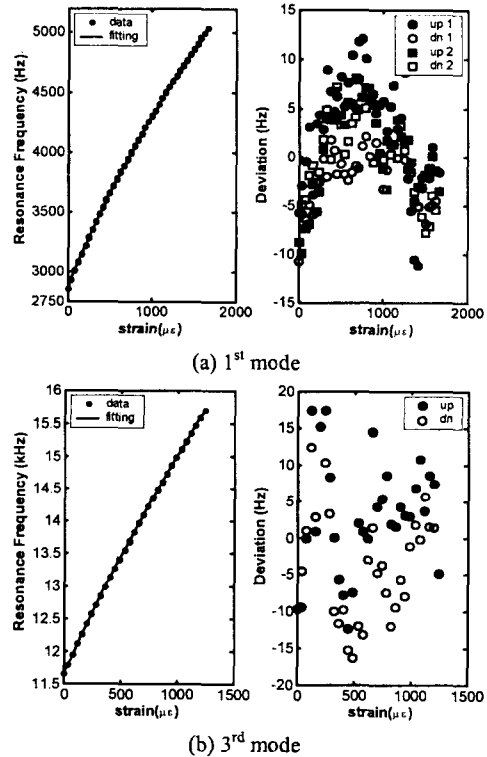 data
fitting
Resonance Frequency (Hz)
5000
4500
4000
3500
3000
2750
0
1000
2000
strain(με)
up 1
dn 1
up 2
dn 2
Deviation (Hz)
15
10
5
0
-5
-10
-15
0
500
1000
1500
2000
strain(με)
(a) 1st mode
data
fitting
Resonance Frequency (kHz)
16
15.5
15
14.5
14
13.5
13
12.5
12
11.5
0
500
1000
1500
strain(με)
up
dn
Deviation (Hz)
20
15
10
5
0
-5
-10
-15
-20
0
500
1000
1500
strain(με)
(b) 3rd mode